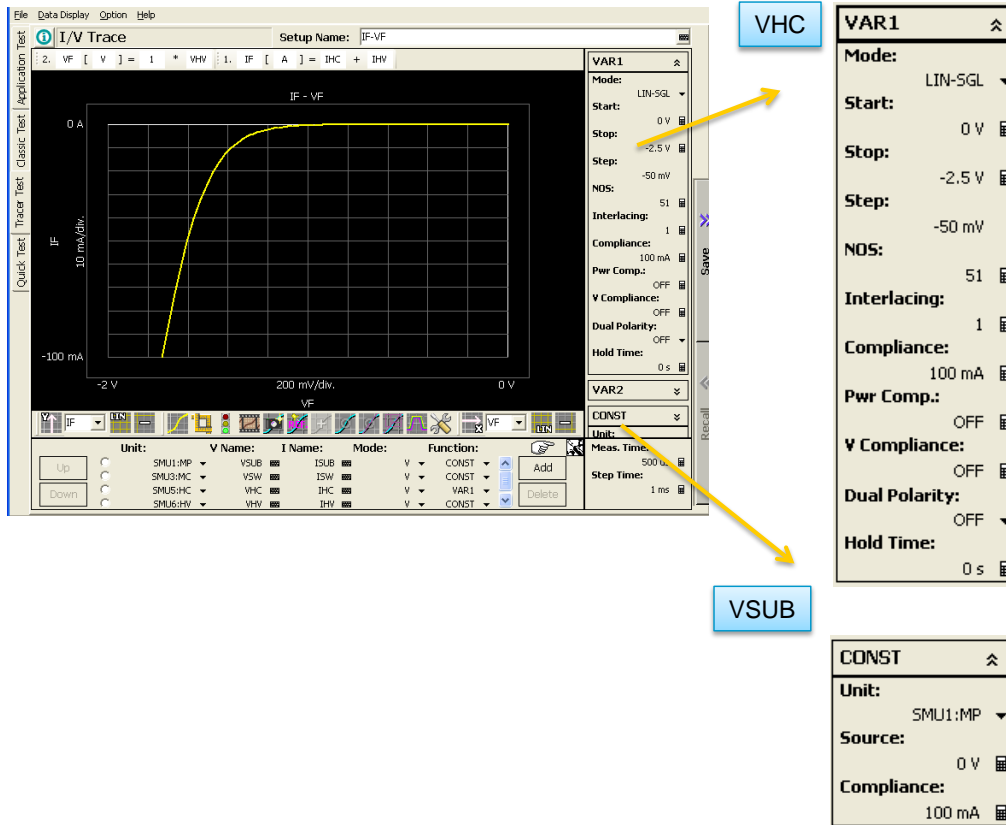 File Data Display Option Help
I/V Trace
Setup Name: IF-VF
2. VF [ V ] = 1 * VHV 1. IF [ A ] = IHC + IHV
Application Test
Classic Test
Tracer Test
Quick Test
IF - VF
0 A
IF
10 mA/div.
-100 mA
-2 V
200 mV/div.
0 V
VF
VAR1
Mode:
LIN-SGL
Start:
0 V
Stop:
-2.5 V
Step:
-50 mV
NOS:
51
Interlacing:
1
Compliance:
100 mA
Pwr Comp.:
OFF
V Compliance:
OFF
Dual Polarity:
OFF
Hold Time:
0 s
VAR2
CONST
Unit:
Meas. Time:
Step Time:
1 ms
Save
Recall
Y IF LIN
X VF LIN
Unit: V Name: I Name: Mode: Function:
Up
Down
SMU1:MP VSUB ISUB V CONST
SMU3:MC VSW ISW V CONST
SMU5:HC VHC IHC V VAR1
SMU6:HV VHV IHV V CONST
Add
Delete
VHC
VAR1
Mode:
LIN-SGL
Start:
0 V
Stop:
-2.5 V
Step:
-50 mV
NOS:
51
Interlacing:
1
Compliance:
100 mA
Pwr Comp.:
OFF
V Compliance:
OFF
Dual Polarity:
OFF
Hold Time:
0 s
VSUB
CONST
Unit:
SMU1:MP
Source:
0 V
Compliance:
100 mA